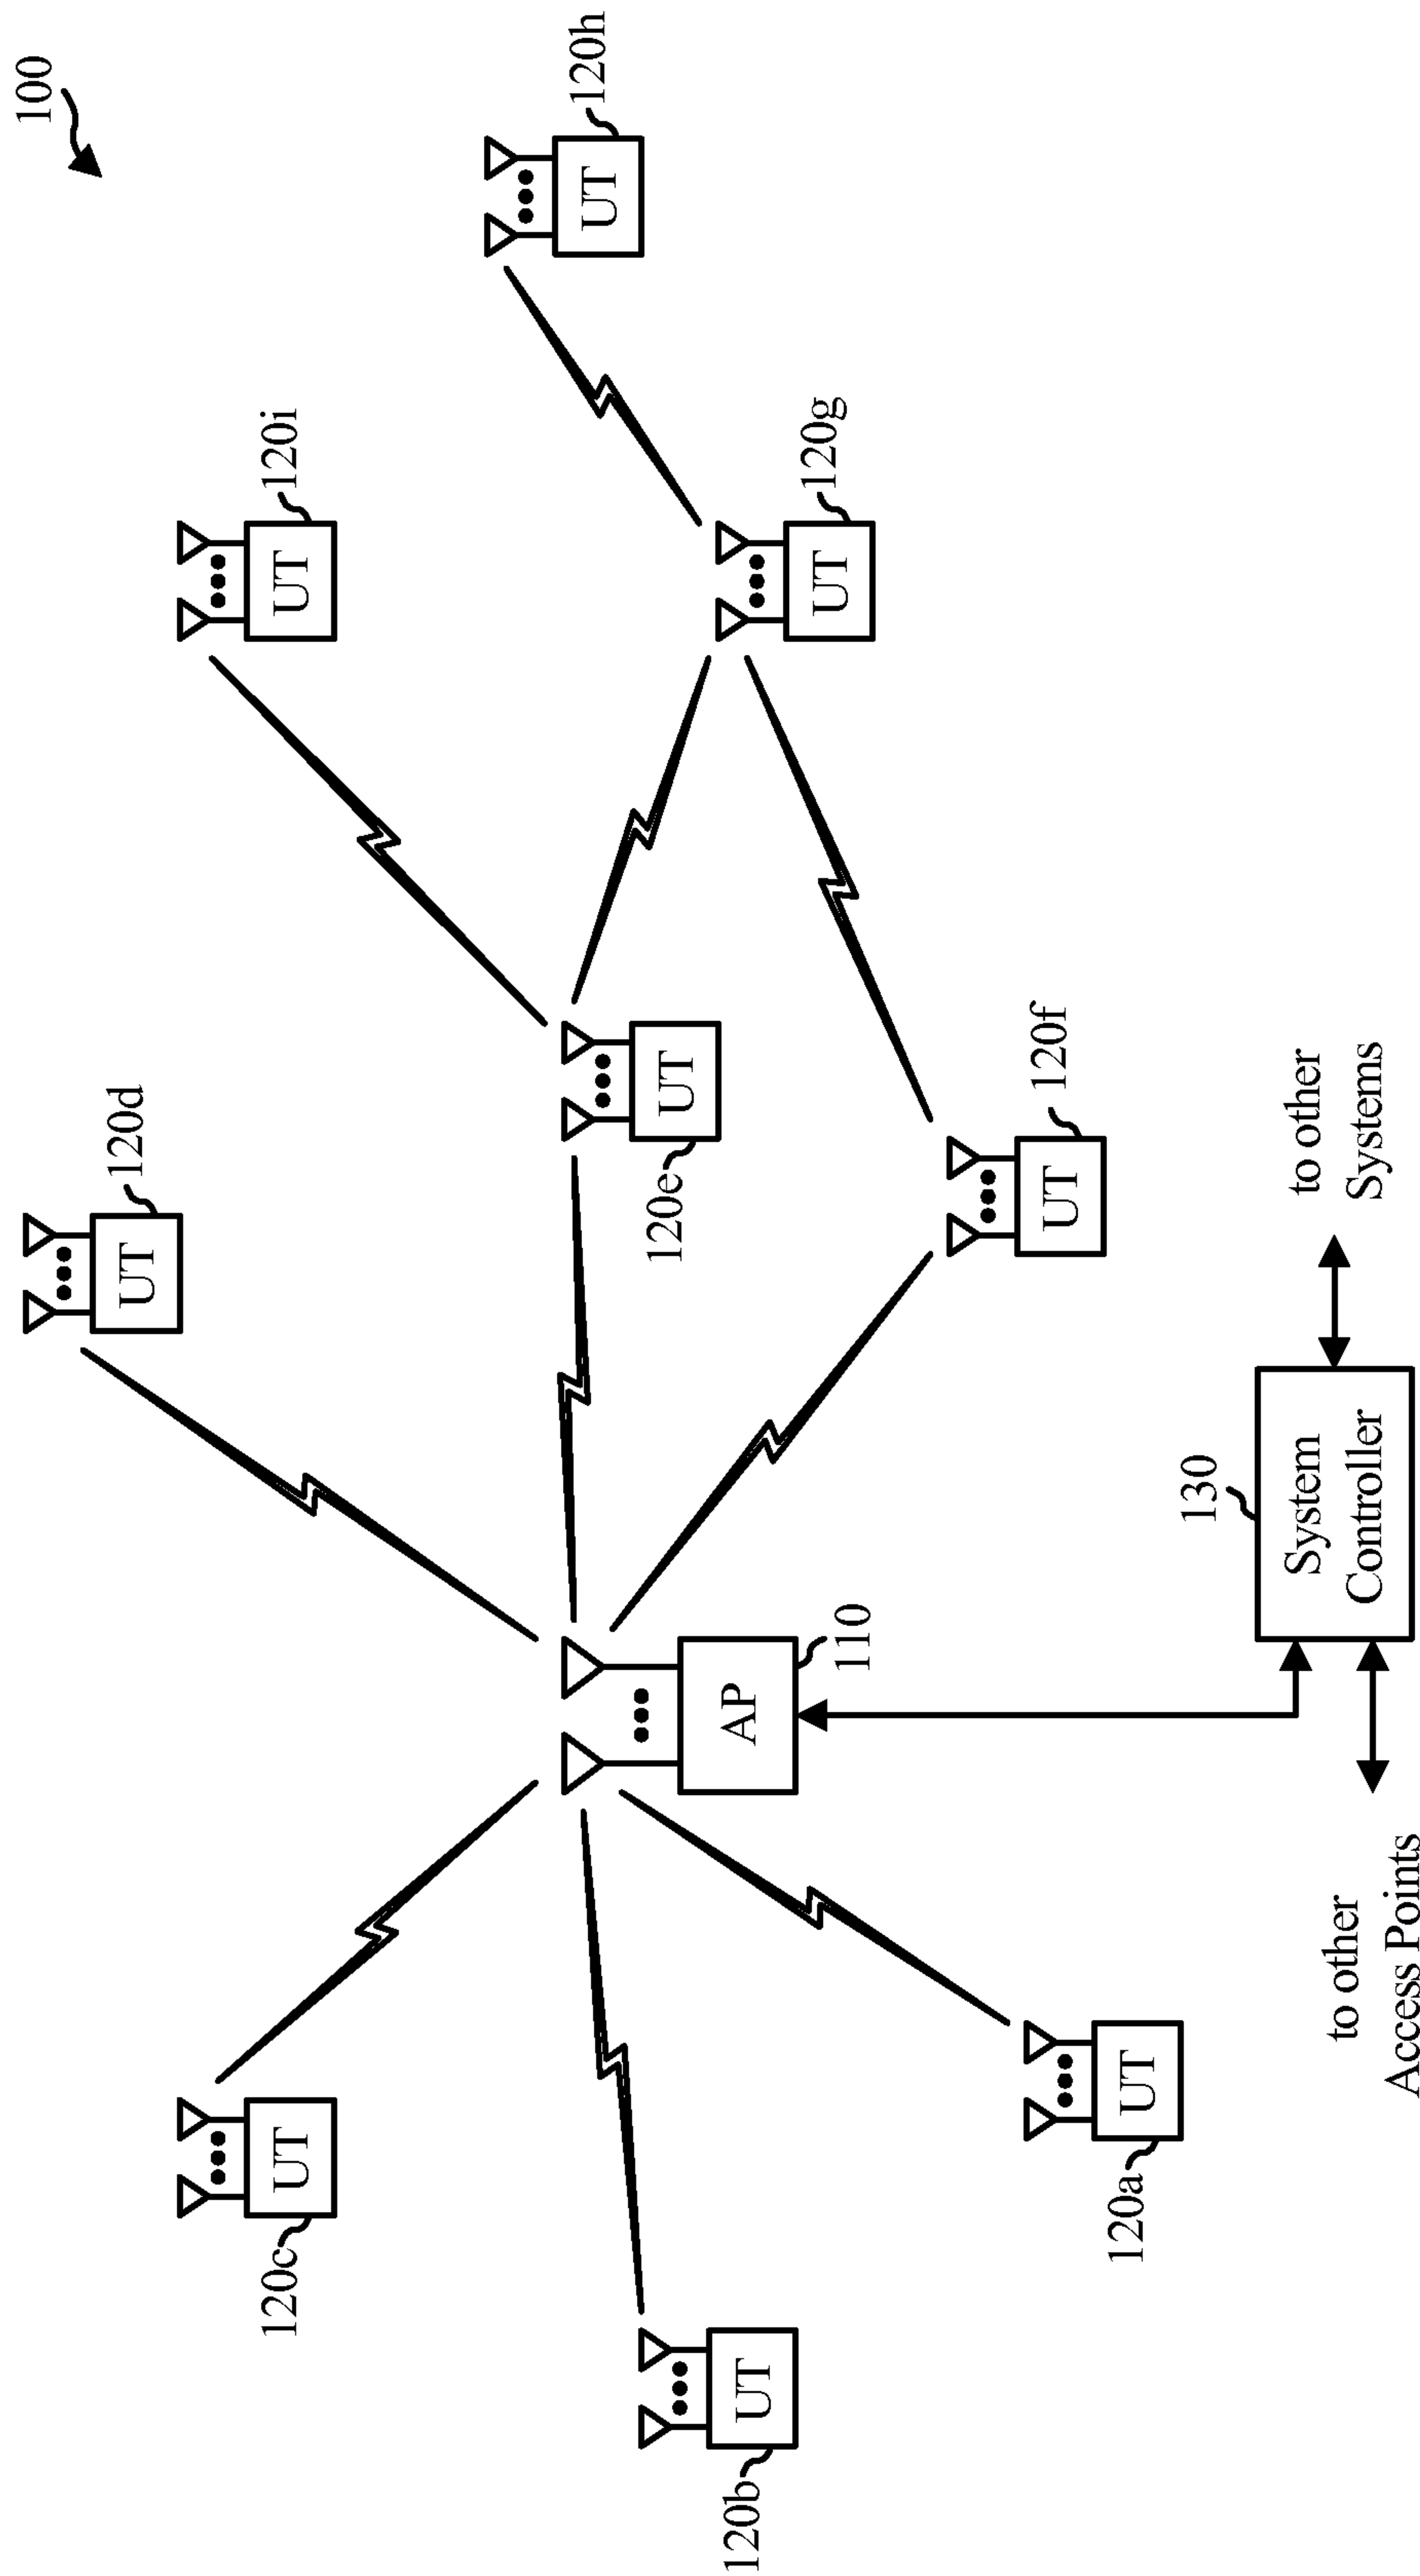 100
120d
UT
120i
UT
120h
UT
120c
UT
120e
UT
120g
UT
AP
110
120b
UT
120f
UT
120a
UT
130
System
Controller
to other
Systems
to other
Access Points